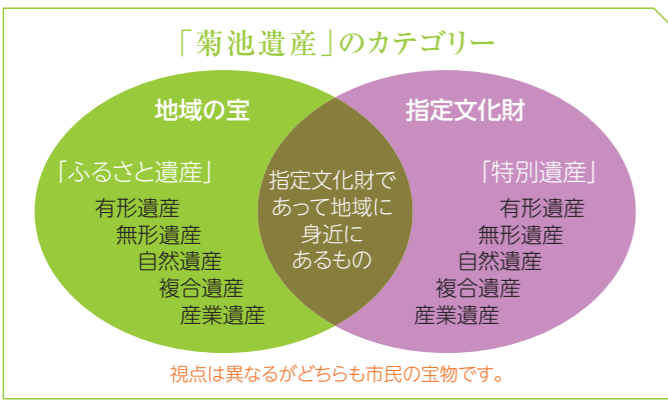 「菊池遺産」のカテゴリー
地域の宝
「ふるさと遺産」
有形遺産
無形遺産
自然遺産
複合遺産
産業遺産
指定文化財で
あって地域に
身近に
あるもの
指定文化財
「特別遺産」
有形遺産
無形遺産
自然遺産
複合遺産
産業遺産
視点は異なるがどちらも市民の宝物です。